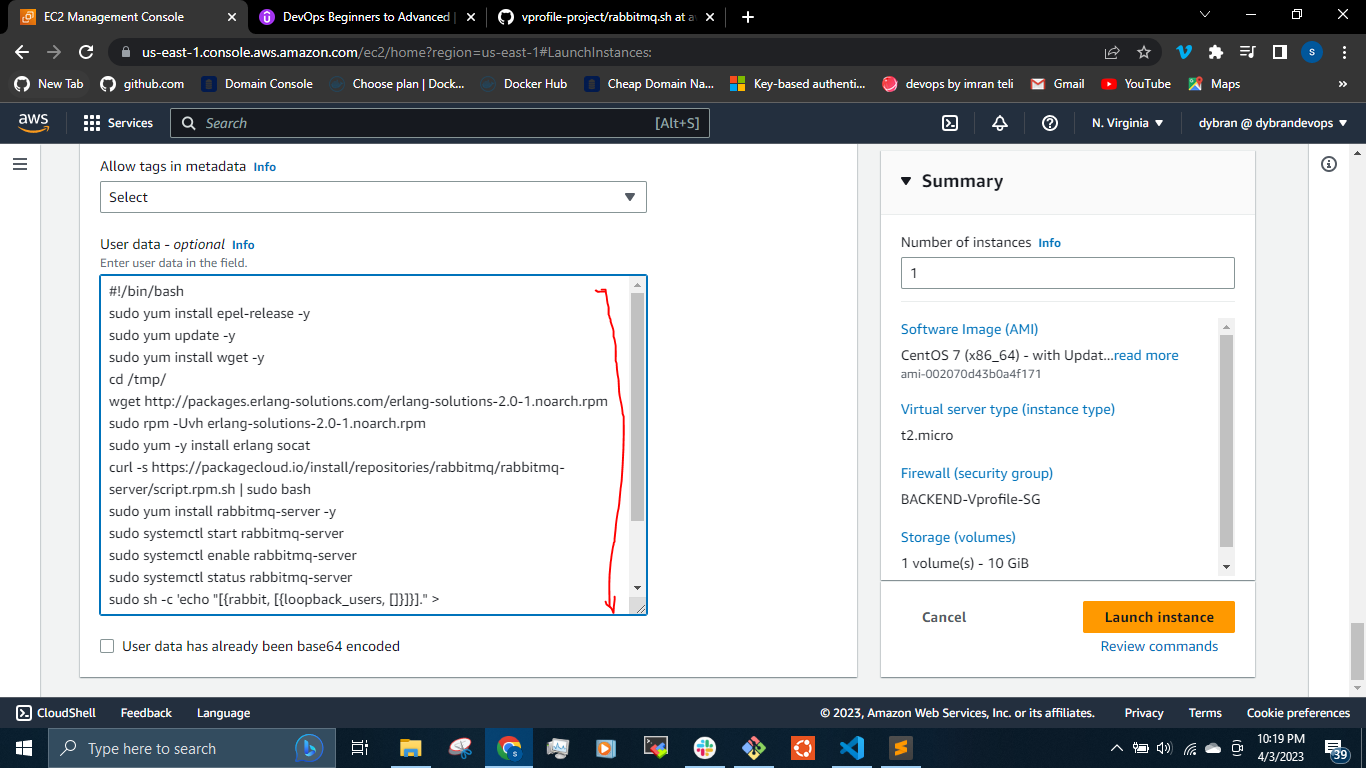 EC2 Management Console
DevOps Beginners to Advanced |
vprofile-project/rabbitmq.sh at a
us-east-1.console.aws.amazon.com/ec2/home?region=us-east-1#LaunchInstances:
S
New Tab
github.com
Domain Console
Choose plan | Dock...
Docker Hub
Cheap Domain Na...
Key-based authenti...
devops by imran teli
Gmail
YouTube
Maps
»
aws
Services
Search
[Alt+S]
N. Virginia
dybran @ dybrandevops
Allow tags in metadata Info
Select
User data - optional Info
Enter user data in the field.
#!/bin/bash
sudo yum install epel-release -y
sudo yum update -y
sudo yum install wget -y
cd /tmp/
wget http://packages.erlang-solutions.com/erlang-solutions-2.0-1.noarch.rpm
sudo rpm -Uvh erlang-solutions-2.0-1.noarch.rpm
sudo yum -y install erlang socat
curl -s https://packagecloud.io/install/repositories/rabbitmq/rabbitmq-
server/script.rpm.sh | sudo bash
sudo yum install rabbitmq-server -y
sudo systemctl start rabbitmq-server
sudo systemctl enable rabbitmq-server
sudo systemctl status rabbitmq-server
sudo sh -c 'echo "[{rabbit, [{loopback_users, []}]}]." >
User data has already been base64 encoded
Summary
Number of instances Info
1
Software Image (AMI)
CentOS 7 (x86_64) - with Updat...read more
ami-002070d43b0a4f171
Virtual server type (instance type)
t2.micro
Firewall (security group)
BACKEND-Vprofile-SG
Storage (volumes)
1 volume(s) - 10 GiB
Cancel
Launch instance
Review commands
CloudShell
Feedback
Language
© 2023, Amazon Web Services, Inc. or its affiliates.
Privacy
Terms
Cookie preferences
Type here to search
10:19 PM
4/3/2023
39